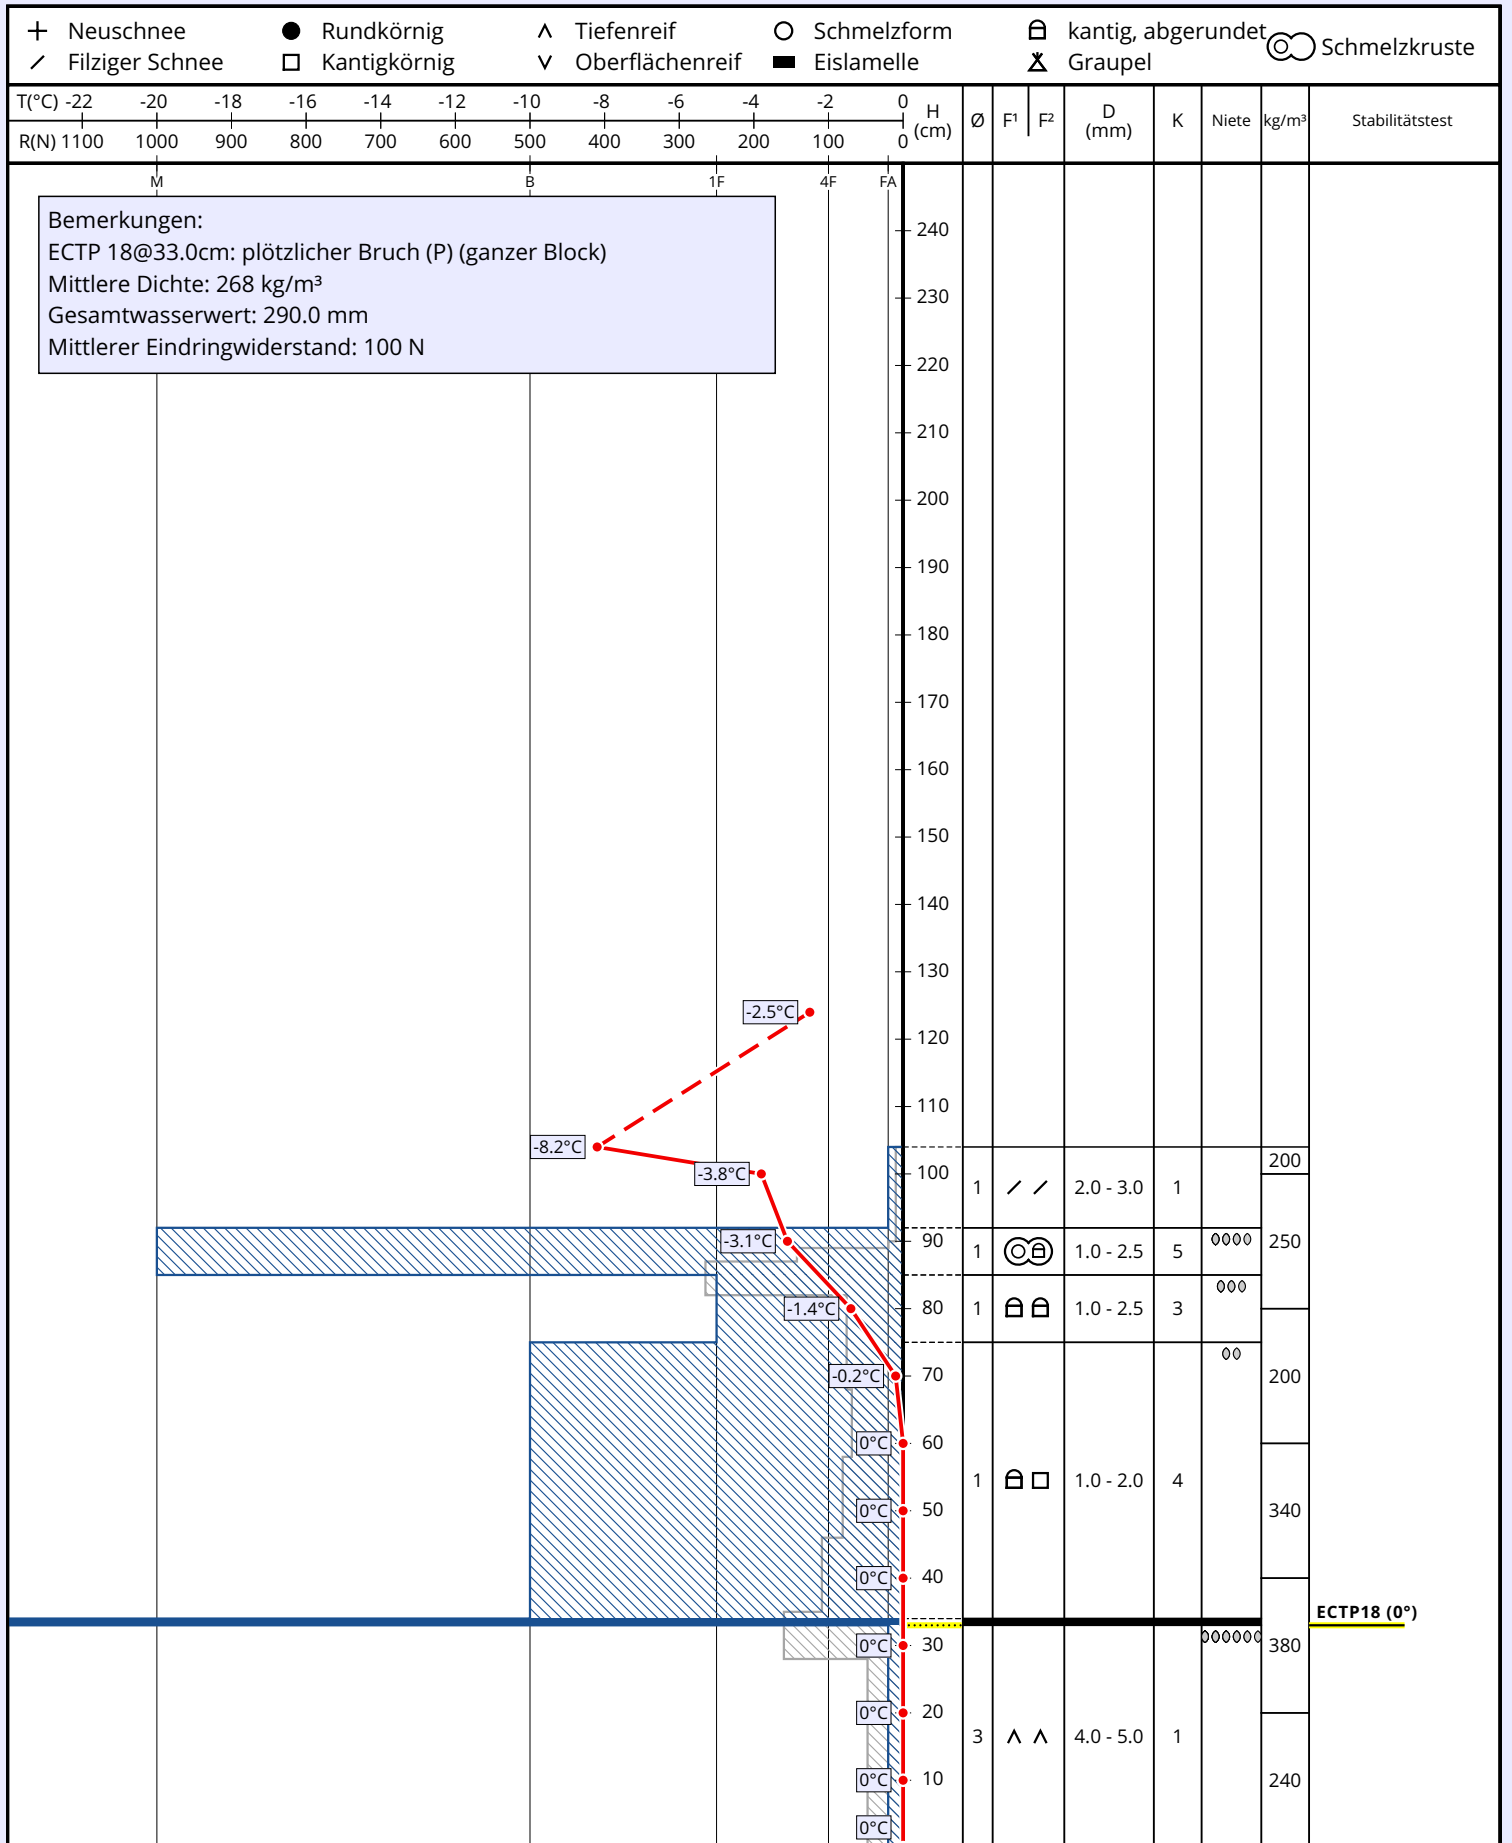 Neuschnee Rundkörnig Tiefenreif Schmelzform kantig, abgerundet Schmelzkruste
Filziger Schnee Kantigkörnig Oberflächenreif Eislamelle Graupel
T(°C) -22 -20 -18 -16 -14 -12 -10 -8 -6 -4 -2 0
R(N) 1100 1000 900 800 700 600 500 400 300 200 100 0
H (cm) Ø F¹ F² D (mm) K Niete kg/m³ Stabilitätstest
M B 1F 4F FA
Bemerkungen:
ECTP 18@33.0cm: plötzlicher Bruch (P) (ganzer Block)
Mittlere Dichte: 268 kg/m³
Gesamtwasserwert: 290.0 mm
Mittlerer Eindringwiderstand: 100 N
240
230
220
210
200
190
180
170
160
150
140
130
-2.5°C
120
110
-8.2°C
200
-3.8°C 100
1 2.0 - 3.0 1
-3.1°C 90 250
1 1.0 - 2.5 5
-1.4°C 80 1 1.0 - 2.5 3
-0.2°C 70 200
0°C 60
1 1.0 - 2.0 4
0°C 50 340
0°C 40
ECTP18 (0°)
0°C 30 380
0°C 20
3 4.0 - 5.0 1
0°C 10 240
0°C